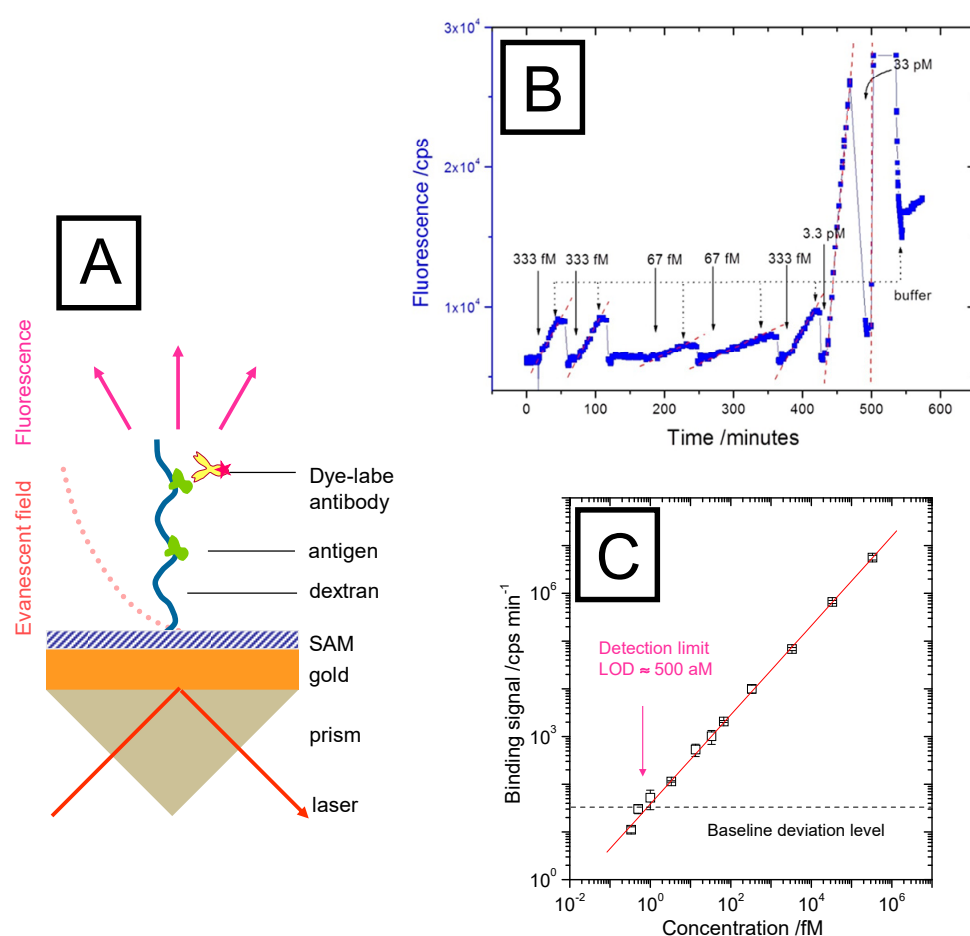 A
Fluorescence
Evanescent field
Dye-labe
antibody
antigen
dextran
SAM
gold
prism
laser
B
3x10⁴
2x10⁴
1x10⁴
Fluorescence /cps
333 fM
333 fM
67 fM
67 fM
333 fM
3.3 pM
33 pM
buffer
0
100
200
300
400
500
600
Time /minutes
C
Binding signal /cps min⁻¹
10⁶
10³
10⁰
Detection limit
LOD ≈ 500 aM
Baseline deviation level
10⁻²
10⁰
10²
10⁴
10⁶
Concentration /fM